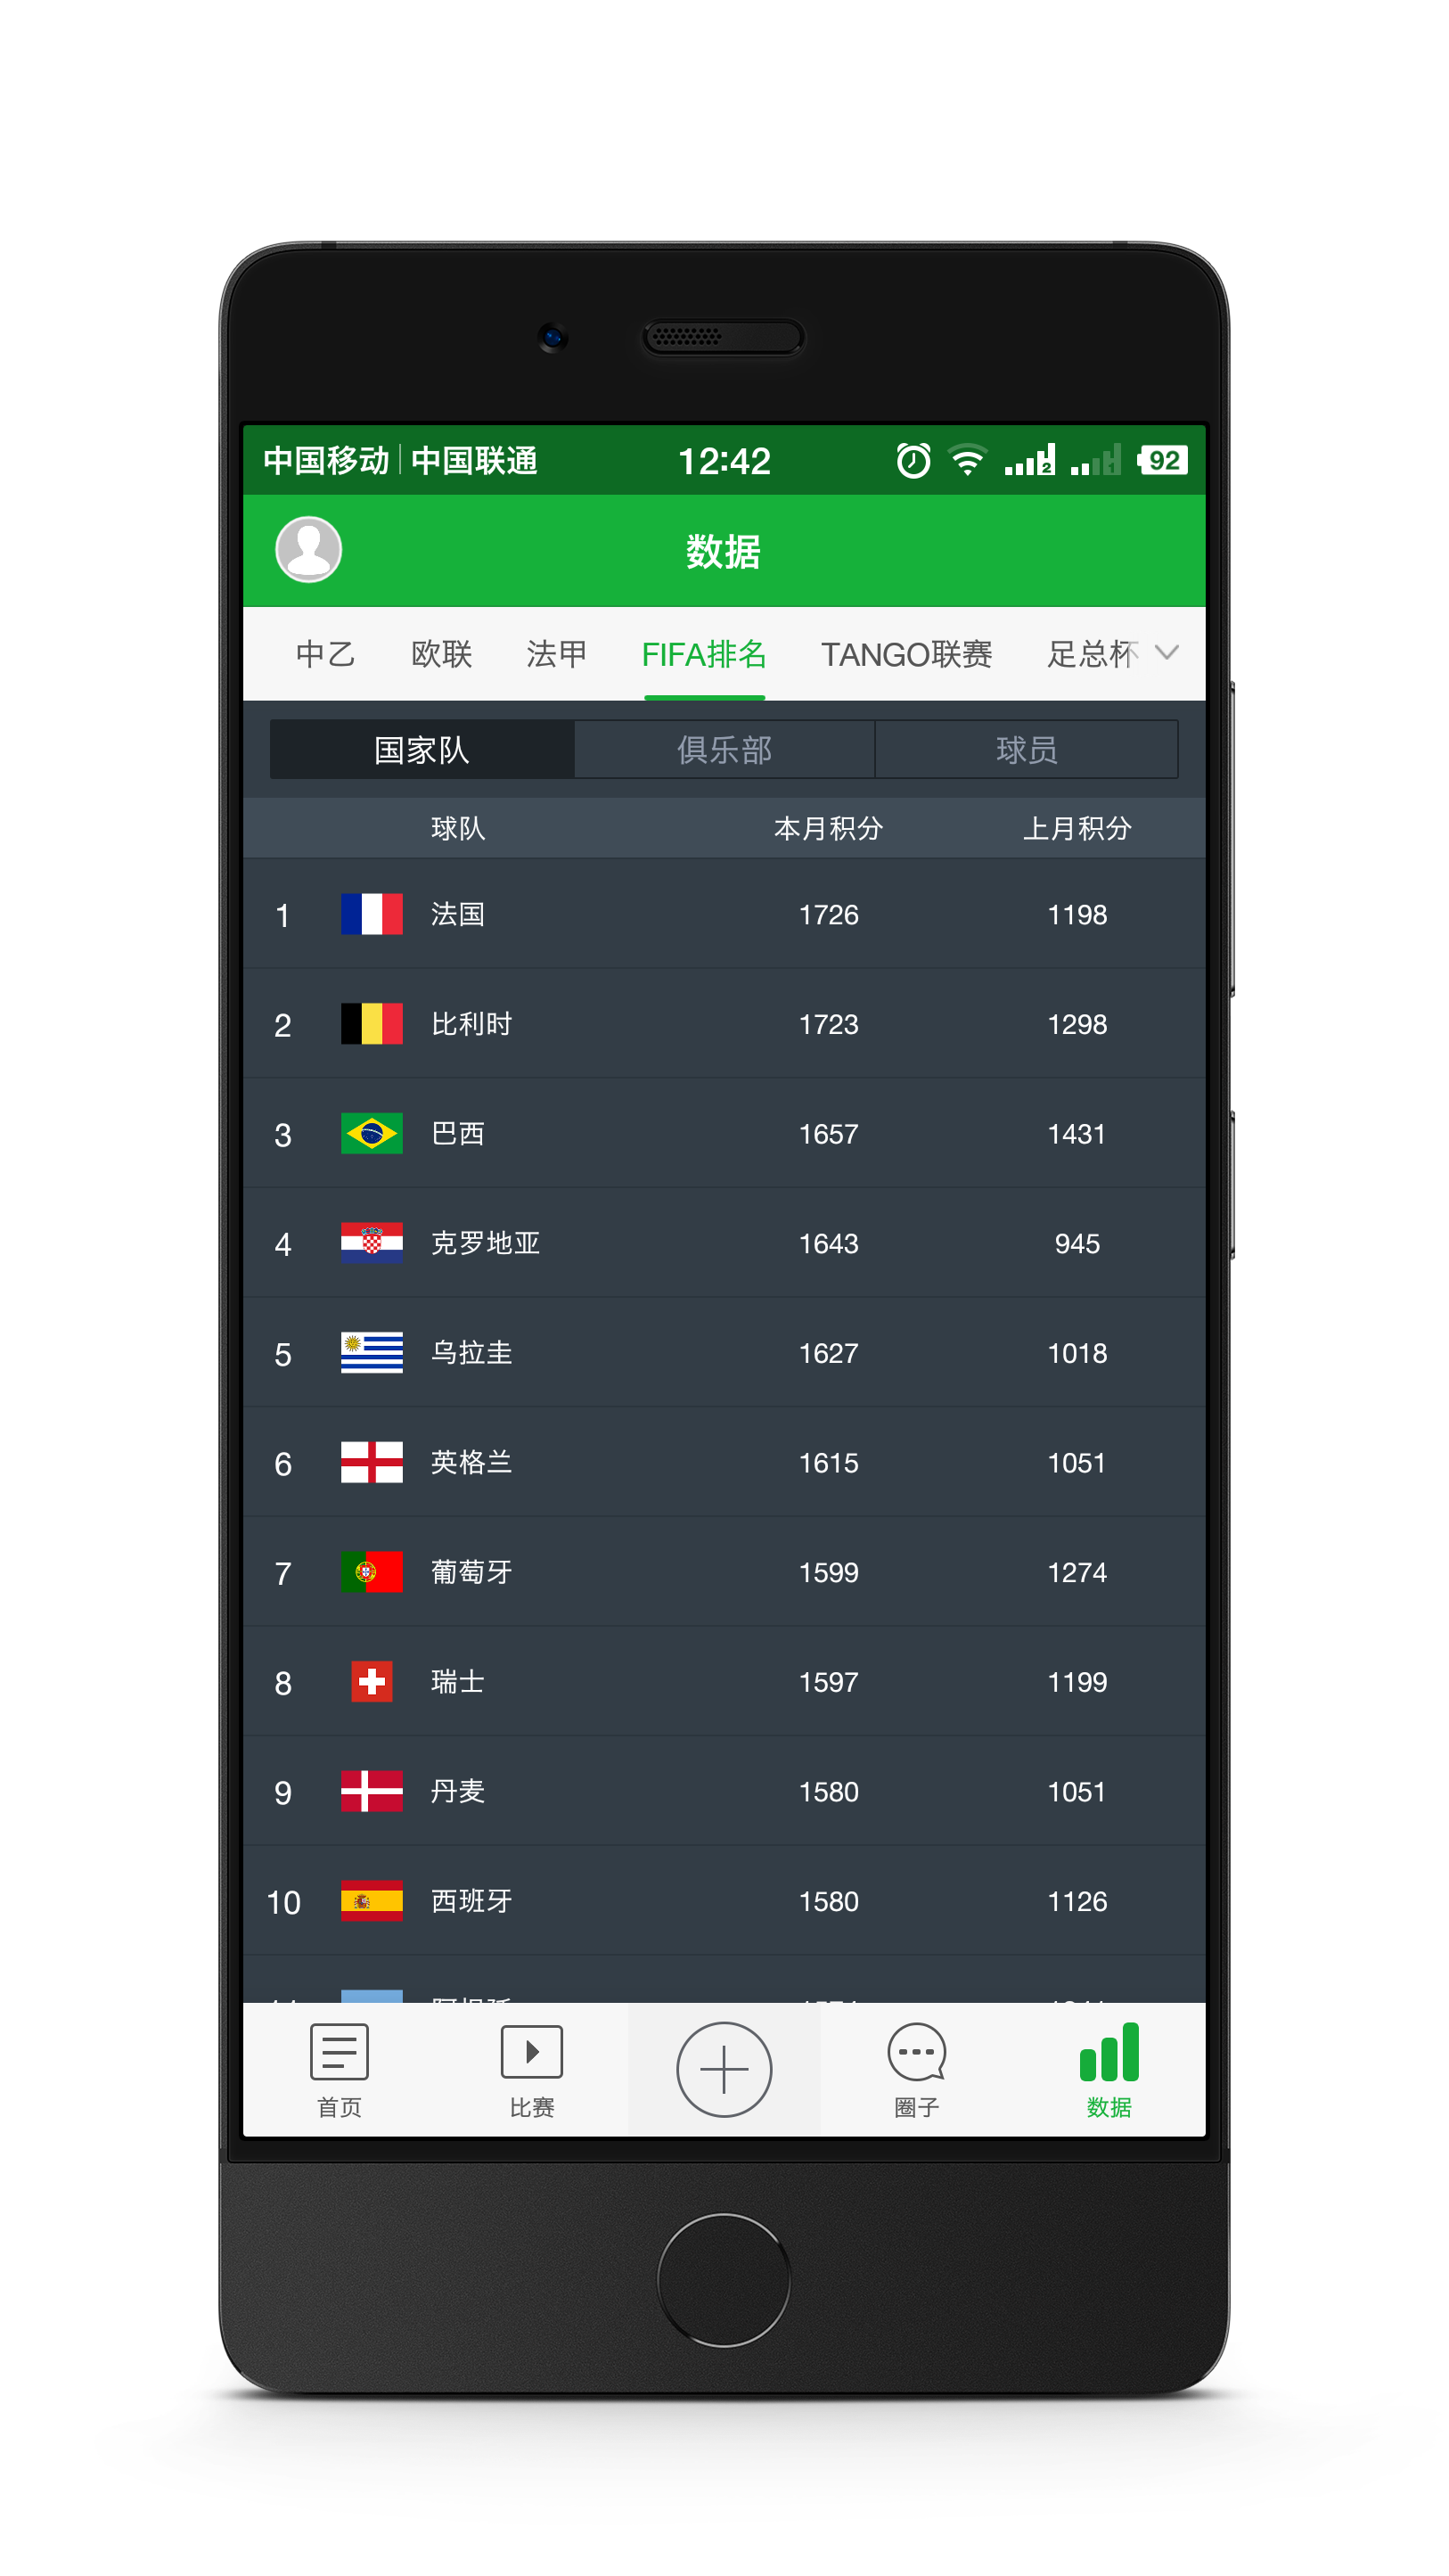 中国移动 中国联通 12:42 2 1 92
数据
中乙 欧联 法甲 FIFA排名 TANGO联赛 足总杯
国家队 俱乐部 球员
球队 本月积分 上月积分
1 法国 1726 1198
2 比利时 1723 1298
3 巴西 1657 1431
4 克罗地亚 1643 945
5 乌拉圭 1627 1018
6 英格兰 1615 1051
7 葡萄牙 1599 1274
8 瑞士 1597 1199
9 丹麦 1580 1051
10 西班牙 1580 1126
首页 比赛 圈子 数据